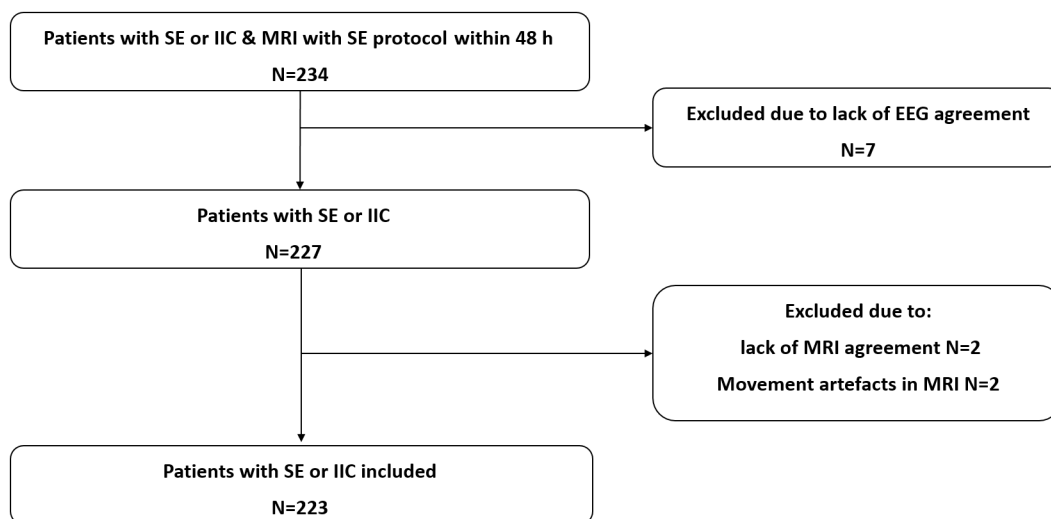 Patients with SE or IIC & MRI with SE protocol within 48 h
N=234
Excluded due to lack of EEG agreement
N=7
Patients with SE or IIC
N=227
Excluded due to:
lack of MRI agreement N=2
Movement artefacts in MRI N=2
Patients with SE or IIC included
N=223